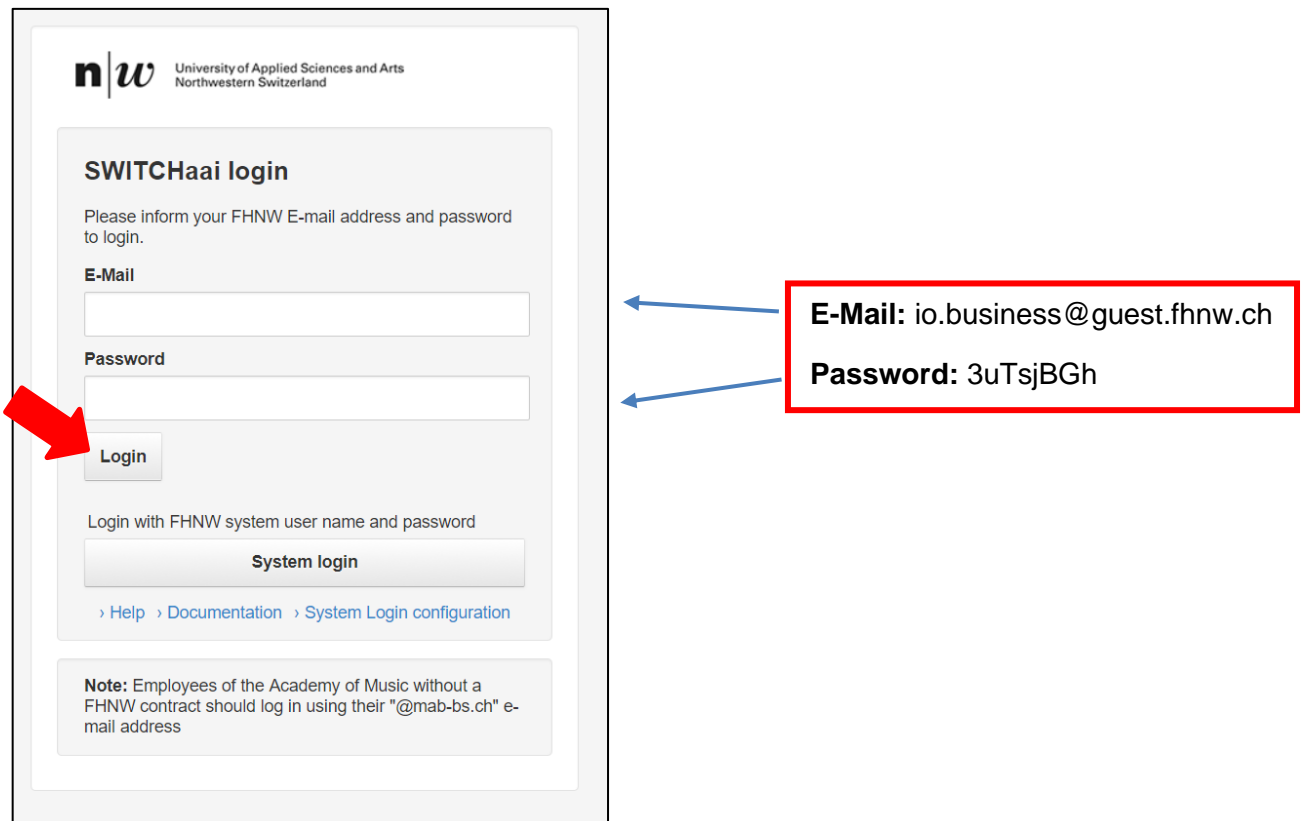 n|w University of Applied Sciences and Arts
Northwestern Switzerland
SWITCHaai login
Please inform your FHNW E-mail address and password
to login.
E-Mail
Password
Login
Login with FHNW system user name and password
System login
› Help › Documentation › System Login configuration
Note: Employees of the Academy of Music without a
FHNW contract should log in using their "@mab-bs.ch" e-
mail address
E-Mail: io.business@guest.fhnw.ch
Password: 3uTsjBGh